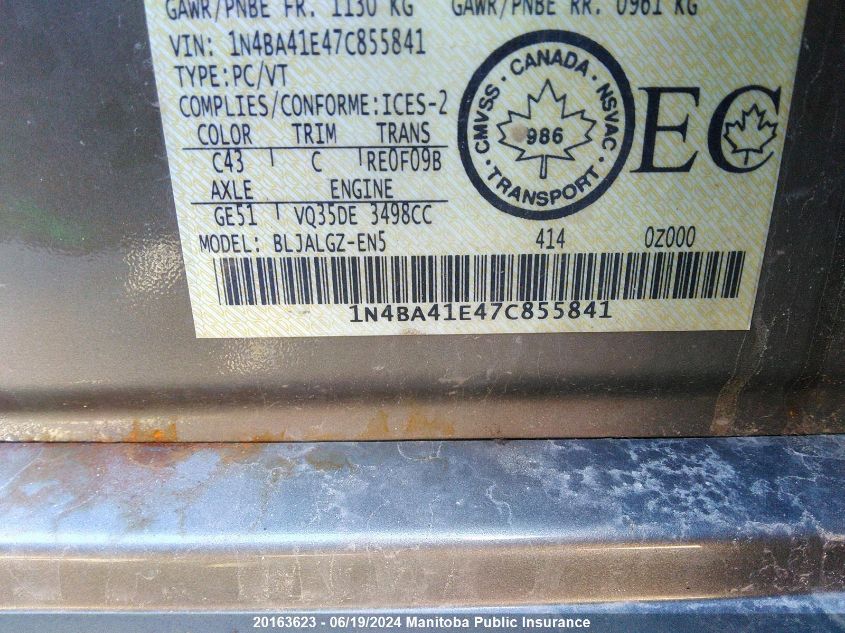 GAWR/PNBE FR. 1130 KG GAWR/PNBE RR. 0961 KG
VIN: 1N4BA41E47C855841
TYPE:PC/VT
COMPLIES/CONFORME:ICES-2
COLOR TRIM TRANS
C43 C RE0F09B
AXLE ENGINE
GE51 VQ35DE 3498CC
MODEL: BLJALGZ-EN5 414 0Z000
CMVSS · CANADA · NSVAC · TRANSPORT ·
986
EC
1N4BA41E47C855841
20163623 - 06/19/2024 Manitoba Public Insurance